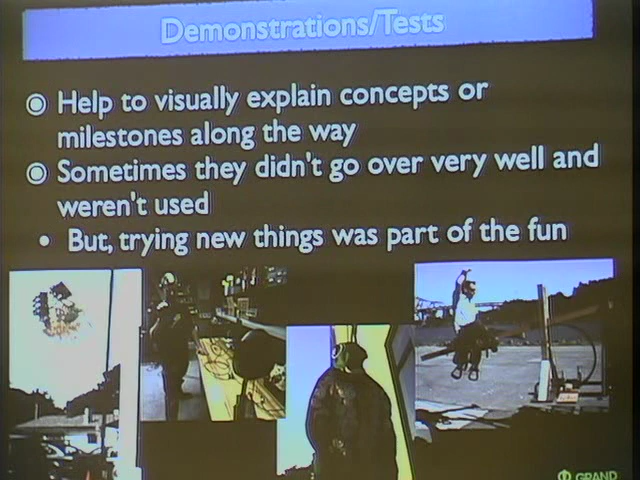 Demonstrations/Tests
Help to visually explain concepts or
milestones along the way
Sometimes they didn't go over very well and
weren't used
But, trying new things was part of the fun
GRAND